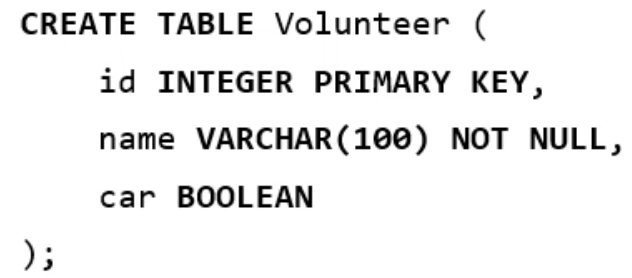 CREATE TABLE Volunteer (
id INTEGER PRIMARY KEY,
name VARCHAR(100) NOT NULL,
car BOOLEAN
);